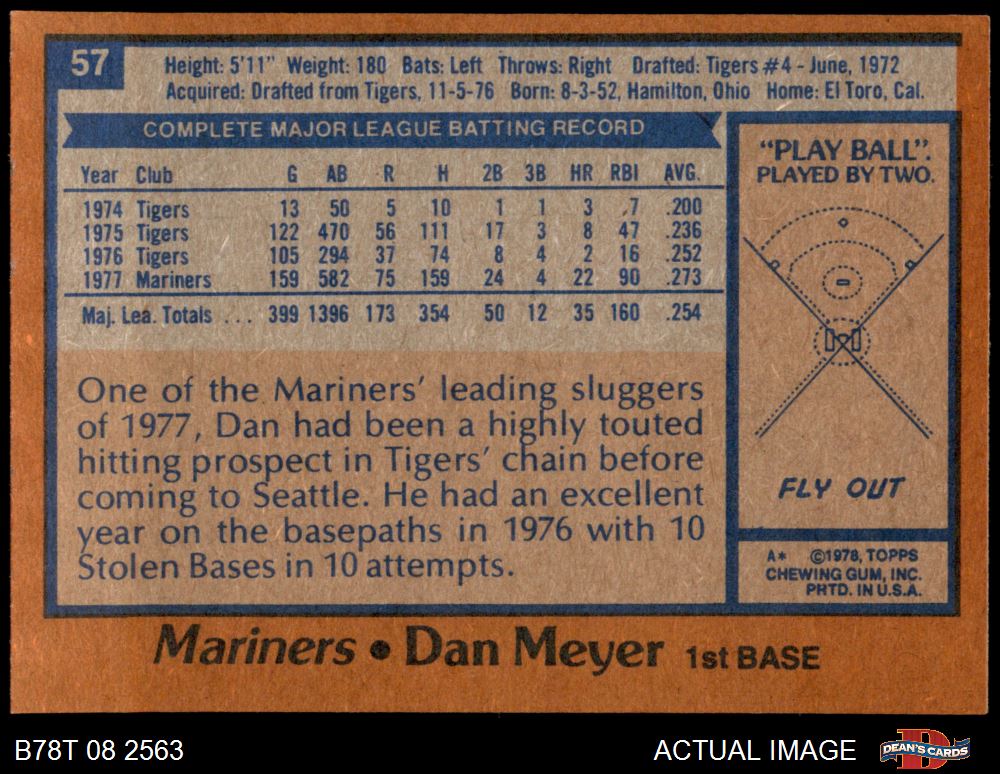 57
Height: 5'11" Weight: 180 Bats: Left Throws: Right Drafted: Tigers #4 - June, 1972
Acquired: Drafted from Tigers, 11-5-76 Born: 8-3-52, Hamilton, Ohio Home: El Toro, Cal.
COMPLETE MAJOR LEAGUE BATTING RECORD
Year Club G AB R H 2B 3B HR RBI AVG.
1974 Tigers 13 50 5 10 1 1 3 .7 .200
1975 Tigers 122 470 56 111 17 3 8 47 .236
1976 Tigers 105 294 37 74 8 4 2 16 .252
1977 Mariners 159 582 75 159 24 4 22 90 .273
Maj. Lea. Totals ... 399 1396 173 354 50 12 35 160 .254
One of the Mariners' leading sluggers
of 1977, Dan had been a highly touted
hitting prospect in Tigers' chain before
coming to Seattle. He had an excellent
year on the basepaths in 1976 with 10
Stolen Bases in 10 attempts.
"PLAY BALL".
PLAYED BY TWO.
FLY OUT
A* ©1978, TOPPS
CHEWING GUM, INC.
PRTD. IN U.S.A.
Mariners • Dan Meyer 1st BASE
B78T 08 2563 ACTUAL IMAGE
DEAN'S CARDS